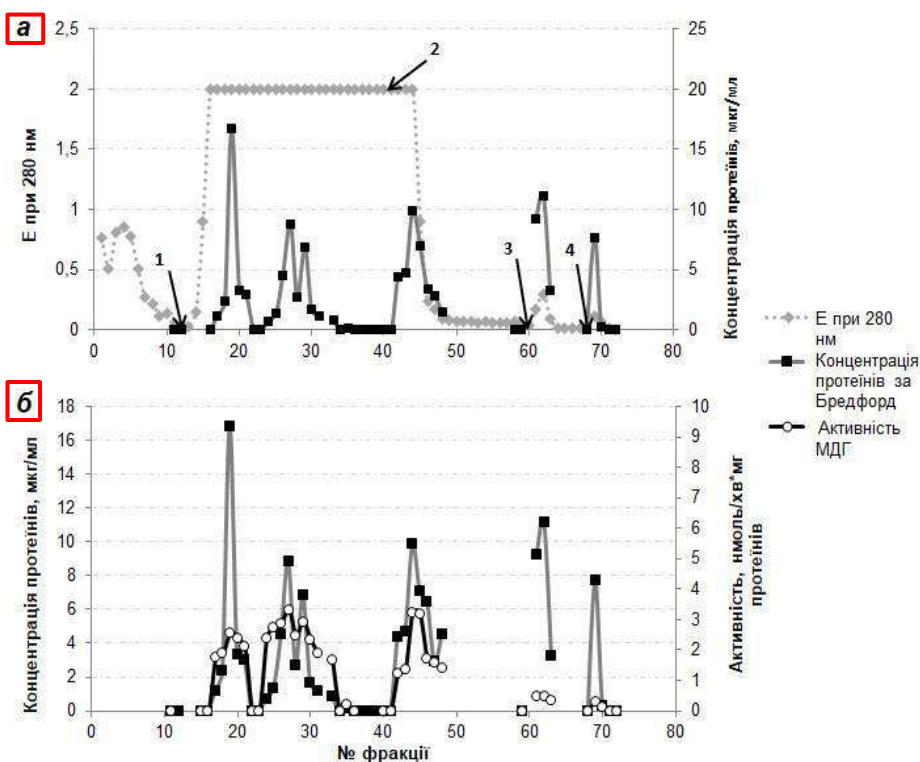 а
2,5
2
1,5
1
0,5
0
Е при 280 нм
25
20
15
10
5
0
Концентрація протеїнів, мкг/мл
1
2
3
4
0 10 20 30 40 50 60 70 80
Е при 280
нм
Концентрація
протеїнів за
Бредфорд
Активність
МДГ
б
18
16
14
12
10
8
6
4
2
0
Концентрація протеїнів, мкг/мл
10
9
8
7
6
5
4
3
2
1
0
Активність, нмоль/хв*мг
протеїнів
0 10 20 30 40 50 60 70 80
№ фракції